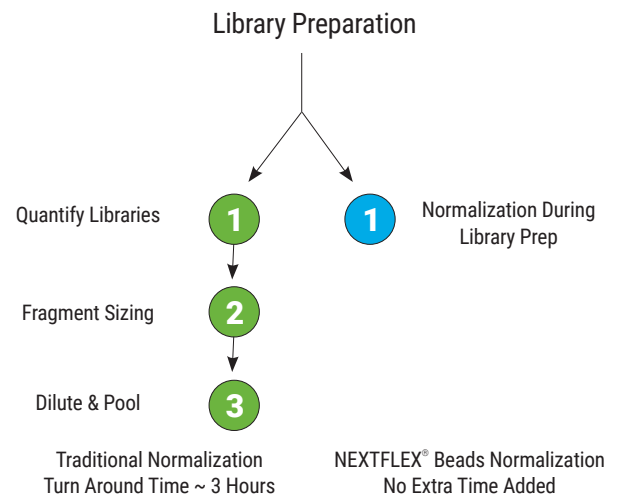 Library Preparation
Quantify Libraries
1
1
Normalization During
Library Prep
Fragment Sizing
2
Dilute & Pool
3
Traditional Normalization
Turn Around Time ~ 3 Hours
NEXTFLEX® Beads Normalization
No Extra Time Added